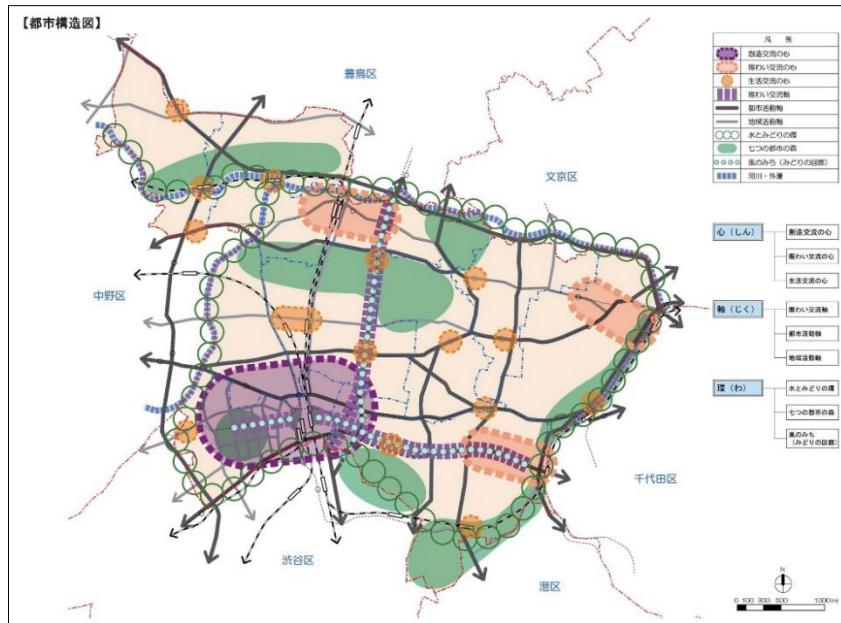 【都市構造図】
凡 例
創造交流の心
賑わい交流の心
生活交流の心
賑わい交流軸
都市活動軸
地域活動軸
水とみどりの環
七つの都市の森
風のみち（みどりの回廊）
河川・外濠
豊島区
文京区
中野区
千代田区
渋谷区
港区
心（しん）
創造交流の心
賑わい交流の心
生活交流の心
軸（じく）
賑わい交流軸
都市活動軸
地域活動軸
環（わ）
水とみどりの環
七つの都市の森
風のみち
（みどりの回廊）
N
0 100 300 500 1000(m)